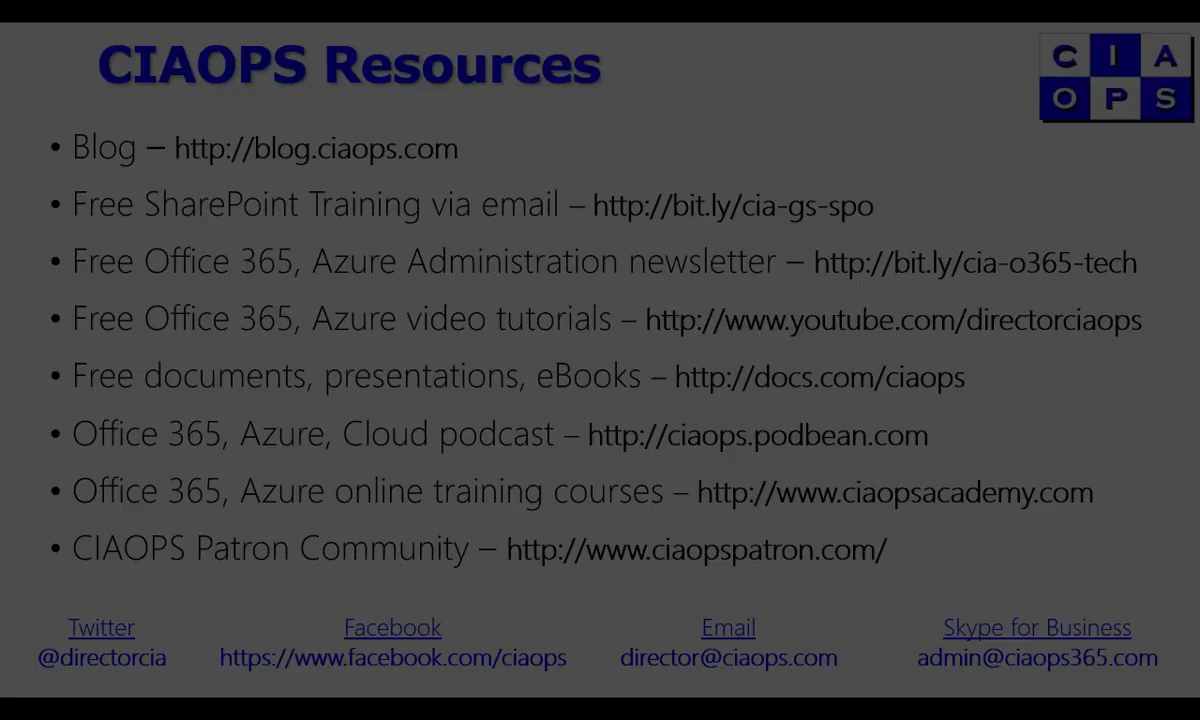 CIAOPS Resources
C I A
O P S
• Blog – http://blog.ciaops.com
• Free SharePoint Training via email – http://bit.ly/cia-gs-spo
• Free Office 365, Azure Administration newsletter – http://bit.ly/cia-o365-tech
• Free Office 365, Azure video tutorials – http://www.youtube.com/directorciaops
• Free documents, presentations, eBooks – http://docs.com/ciaops
• Office 365, Azure, Cloud podcast – http://ciaops.podbean.com
• Office 365, Azure online training courses – http://www.ciaopsacademy.com
• CIAOPS Patron Community – http://www.ciaopspatron.com/
Twitter Facebook Email Skype for Business
@directorcia https://www.facebook.com/ciaops director@ciaops.com admin@ciaops365.com